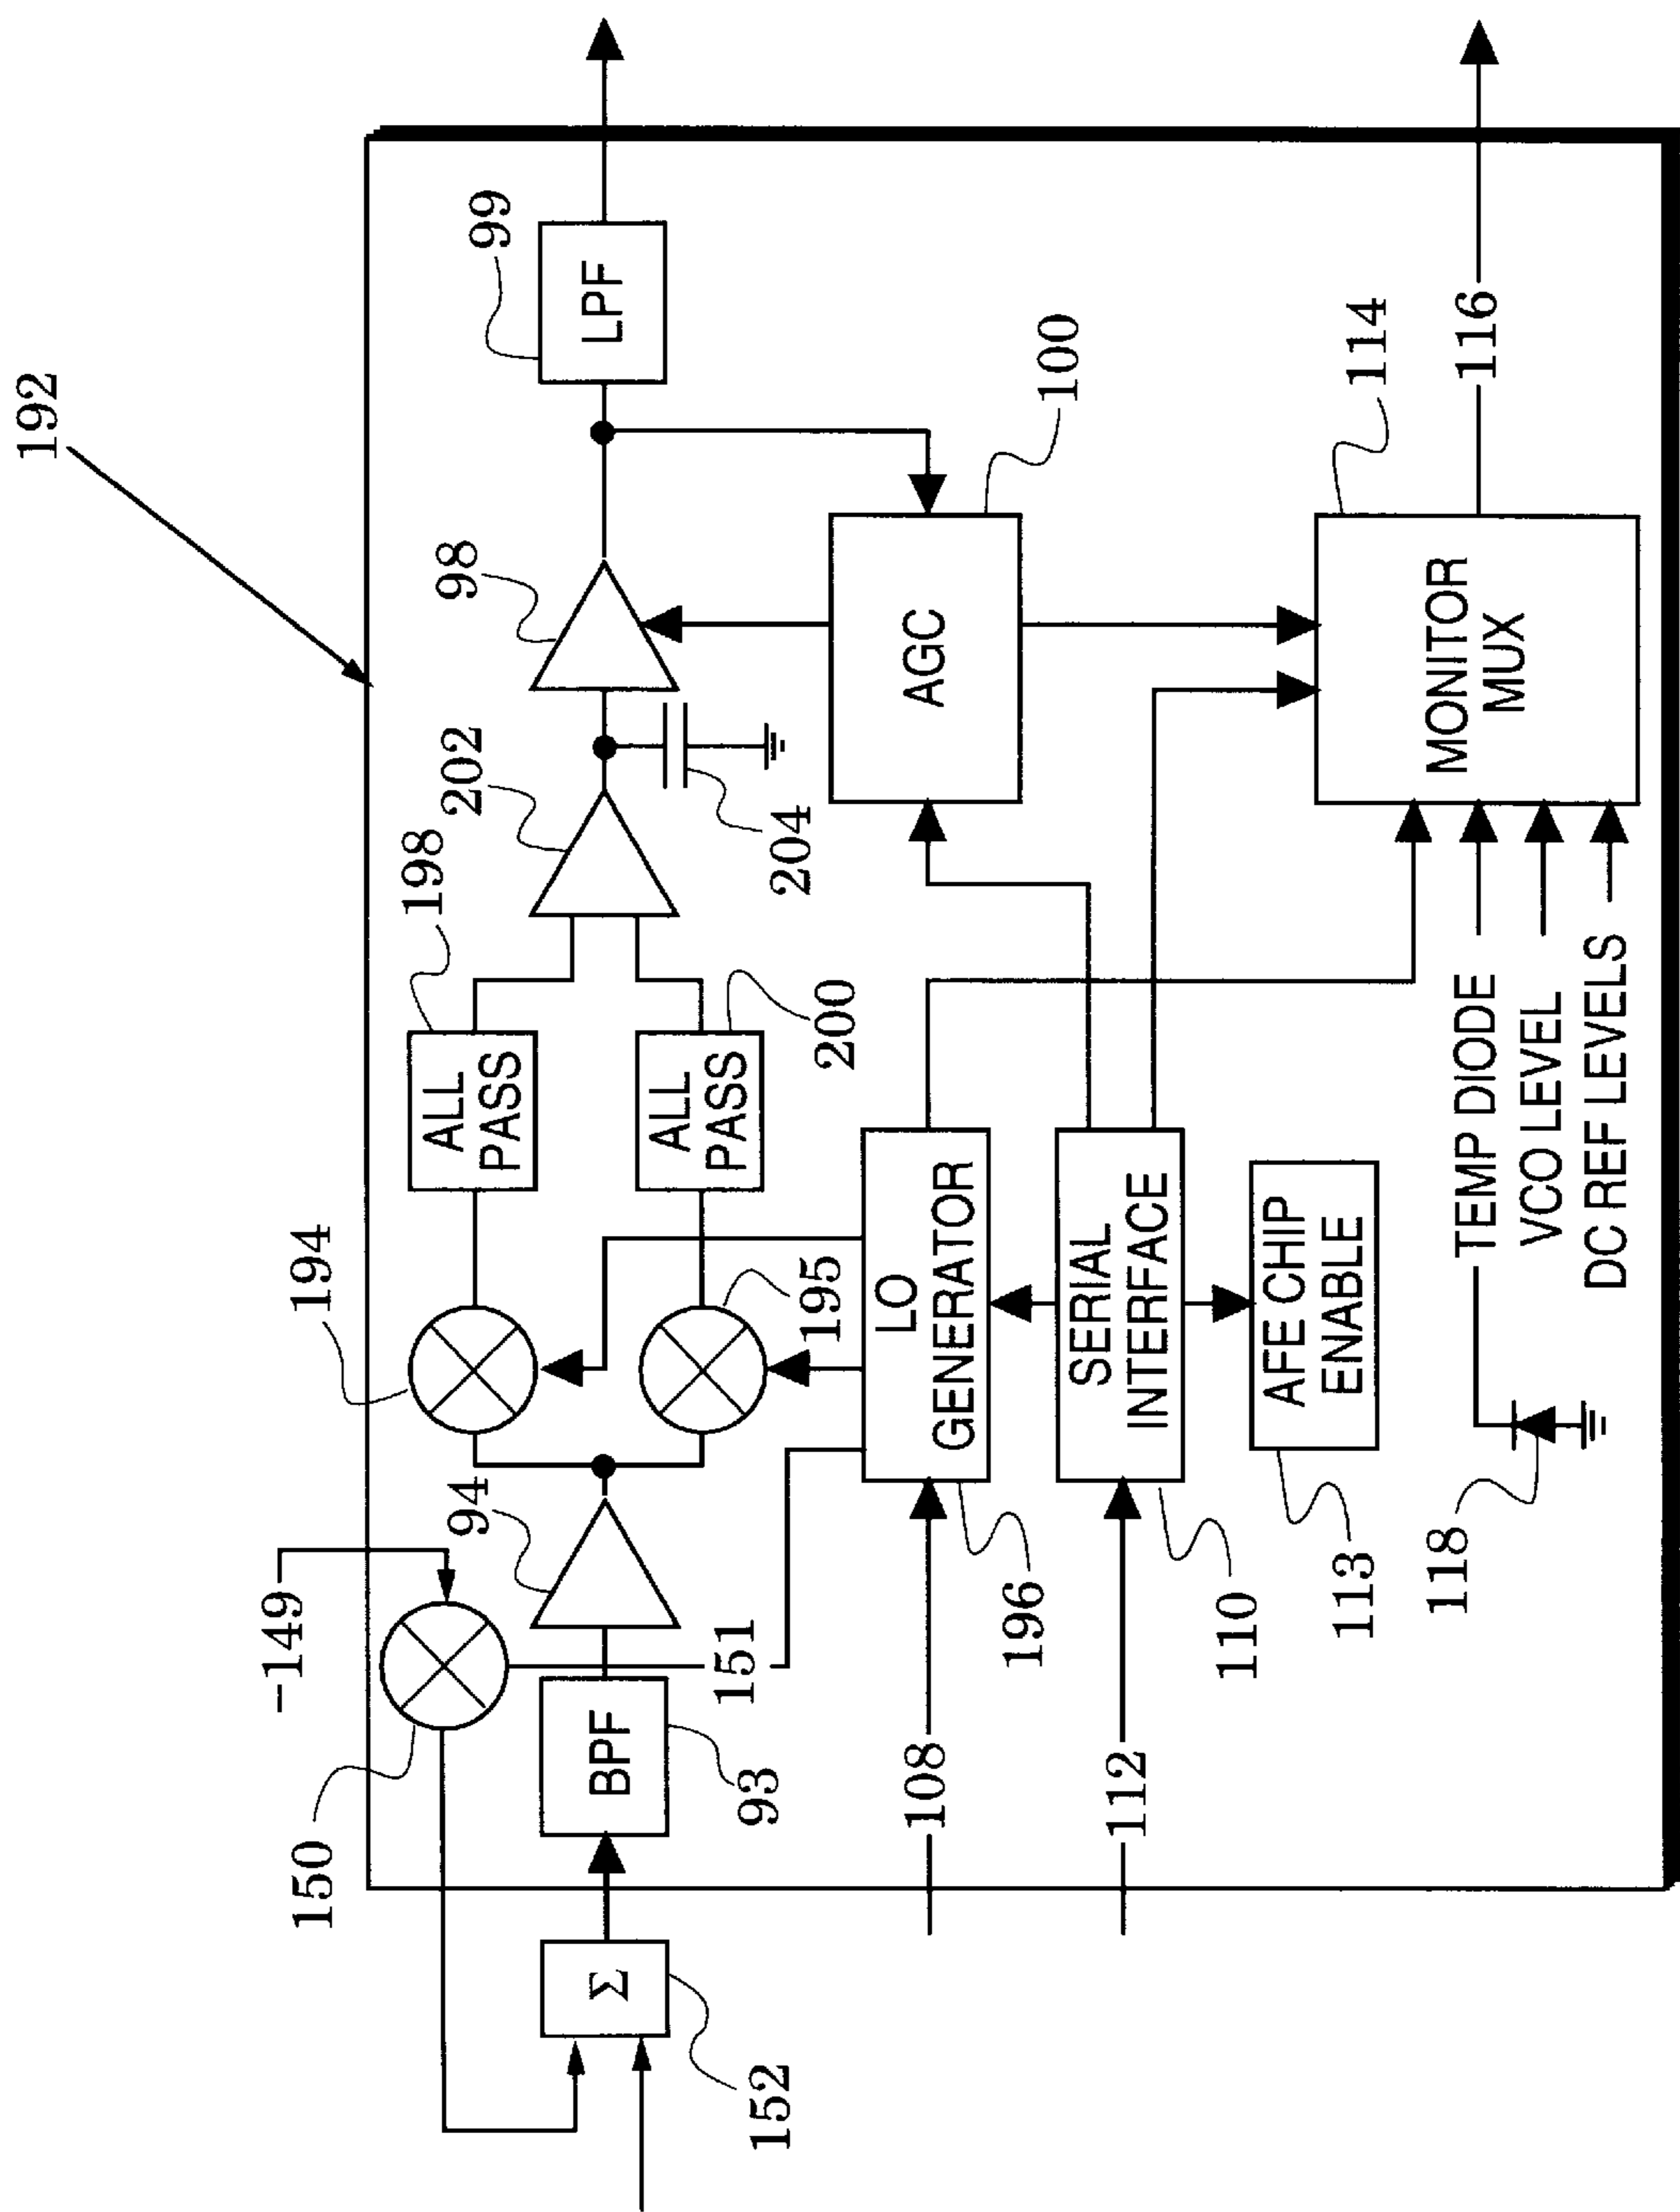 192
149
150
194
198
202
98
99
94
ALL
PASS
LPF
Σ
BPF
ALL
PASS
204
152
93
151
195
200
100
108
LO
GENERATOR
AGC
196
112
SERIAL
INTERFACE
110
AFE CHIP
ENABLE
113
114
MONITOR
MUX
116
118
TEMP DIODE
VCO LEVEL
DC REF LEVELS